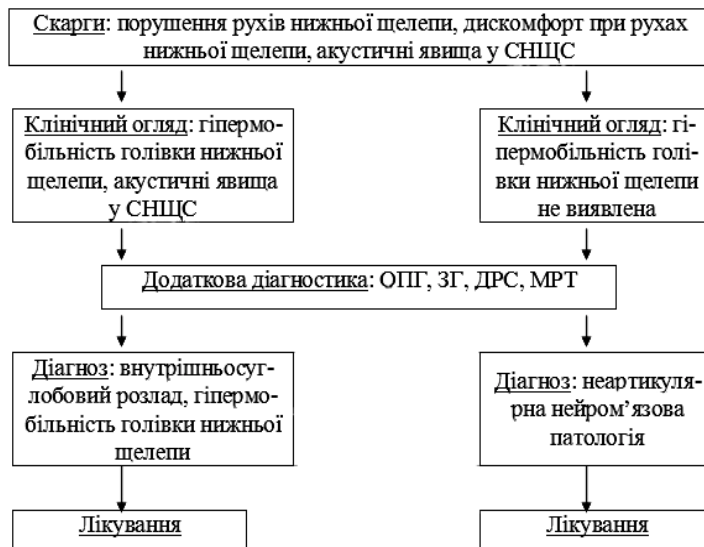 Скарги: порушення рухів нижньої щелепи, дискомфорт при рухах
нижньої щелепи, акустичні явища у СНЩС
Клінічний огляд: гіпермо-
більність голівки нижньої
щелепи, акустичні явища
у СНЩС
Клінічний огляд: гі-
пермобільність голі-
вки нижньої щелепи
не виявлена
Додаткова діагностика: ОПГ, ЗГ, ДРС, МРТ
Діагноз: внутрішньосуг-
лобовий розлад, гіпермо-
більність голівки нижньої
щелепи
Діагноз: неартикуля-
рна нейром’язова
патологія
Лікування
Лікування